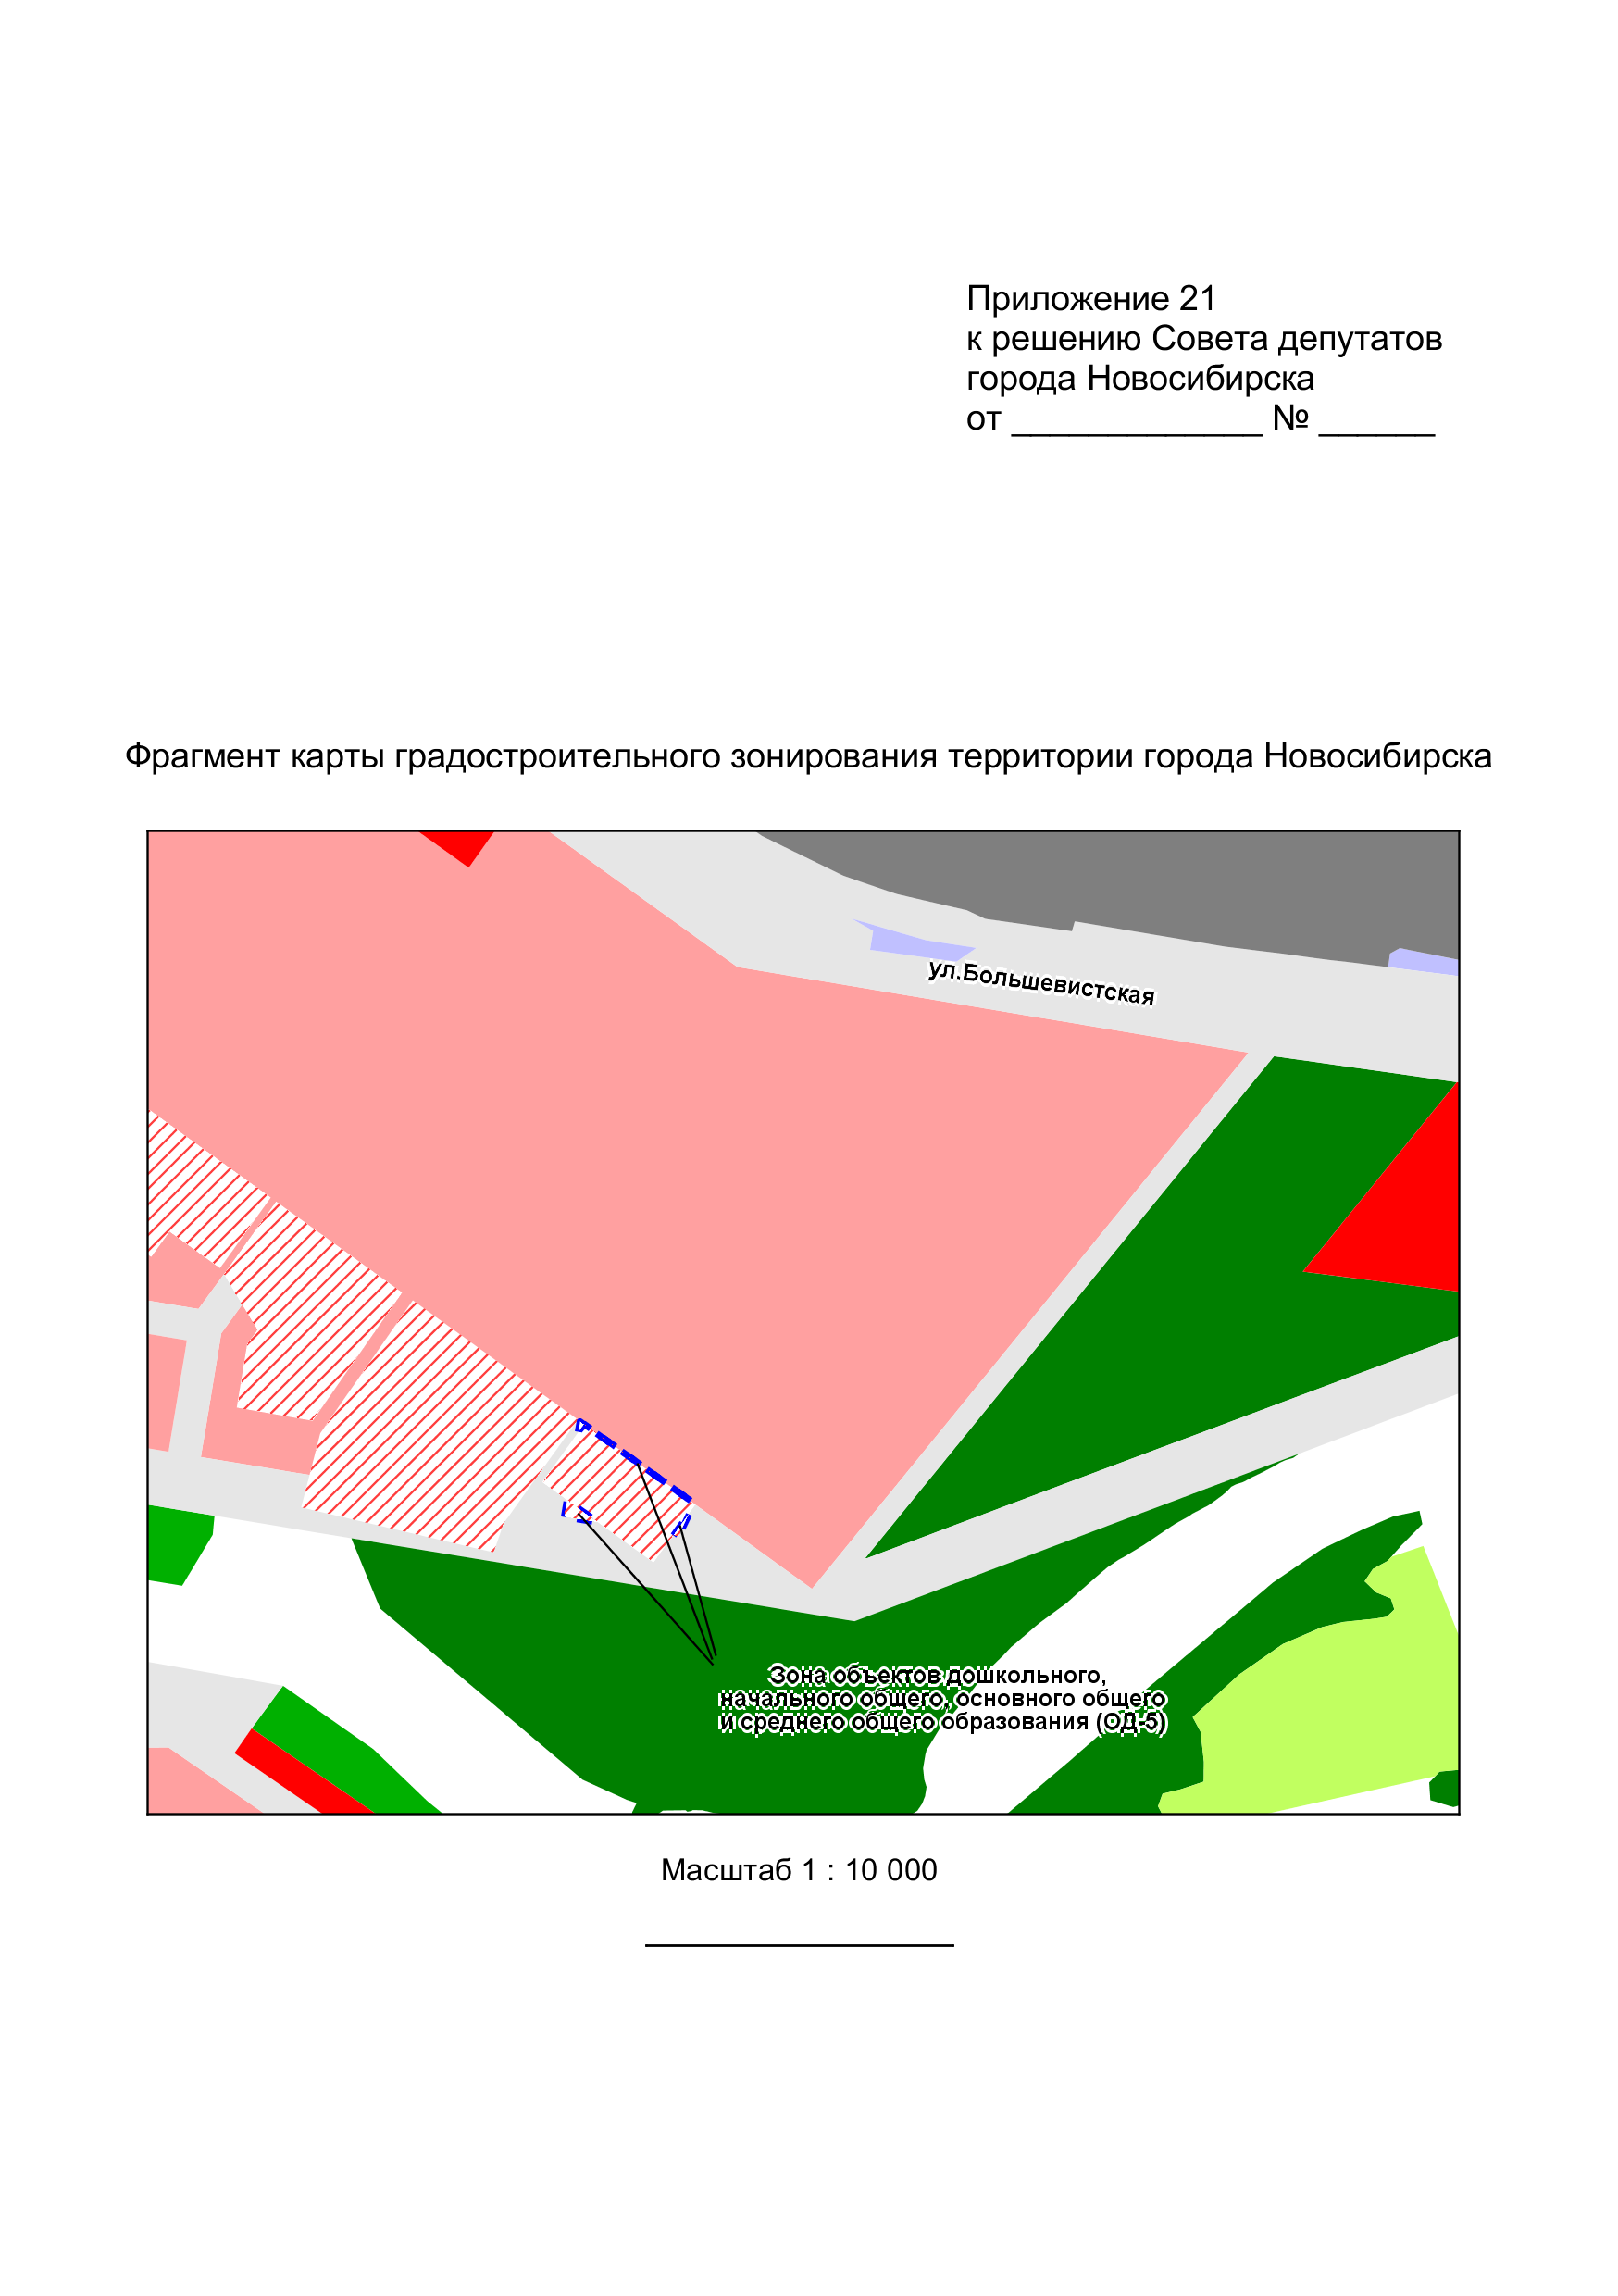 Приложение 21
к решению Совета депутатов
города Новосибирска
от _____________ № ______
Фрагмент карты градостроительного зонирования территории города Новосибирска
ул.Большевистская
Зона объектов дошкольного,
начального общего, основного общего
и среднего общего образования (ОД-5)
Масштаб 1 : 10 000